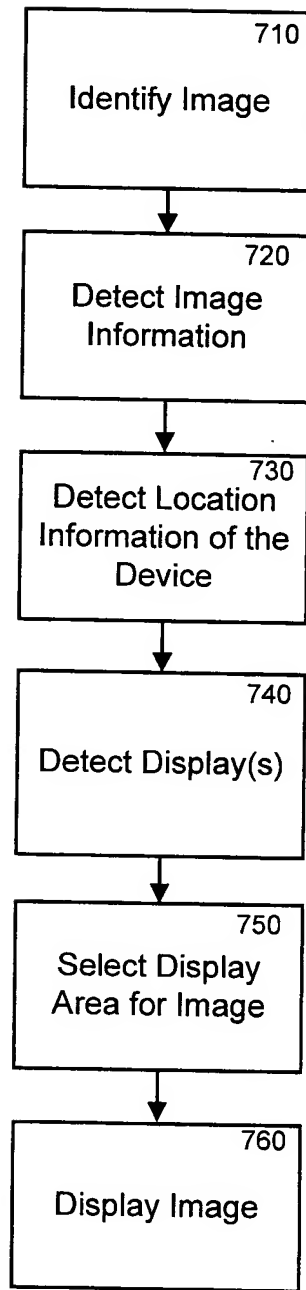 710
Identify Image
720
Detect Image
Information
730
Detect Location
Information of the
Device
740
Detect Display(s)
750
Select Display
Area for Image
760
Display Image